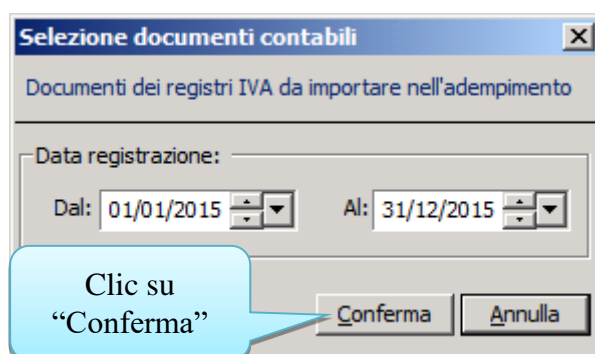 Selezione documenti contabili
Documenti dei registri IVA da importare nell'adempimento
Data registrazione:
Dal: 01/01/2015 Al: 31/12/2015
Clic su
“Conferma”
Conferma Annulla